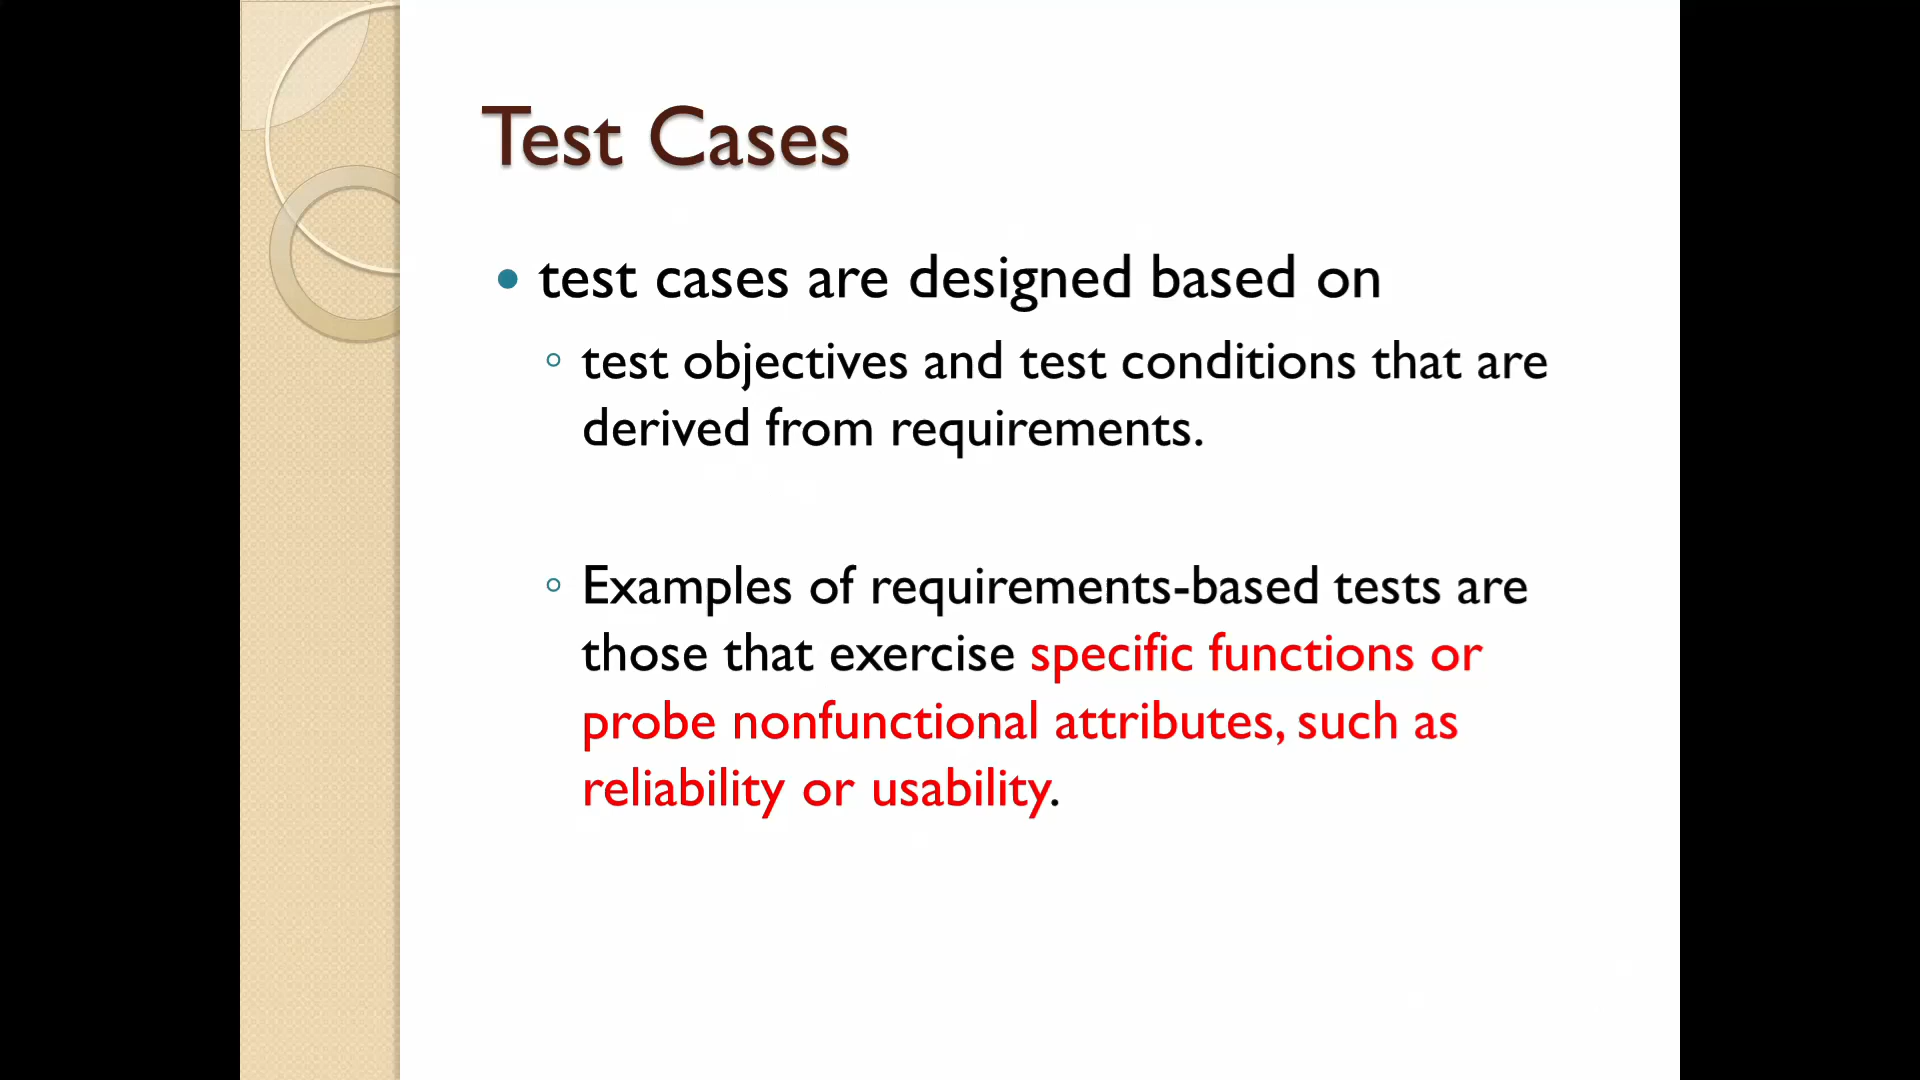 Test Cases
test cases are designed based on
test objectives and test conditions that are
derived from requirements.
Examples of requirements-based tests are
those that exercise specific functions or
probe nonfunctional attributes, such as
reliability or usability.